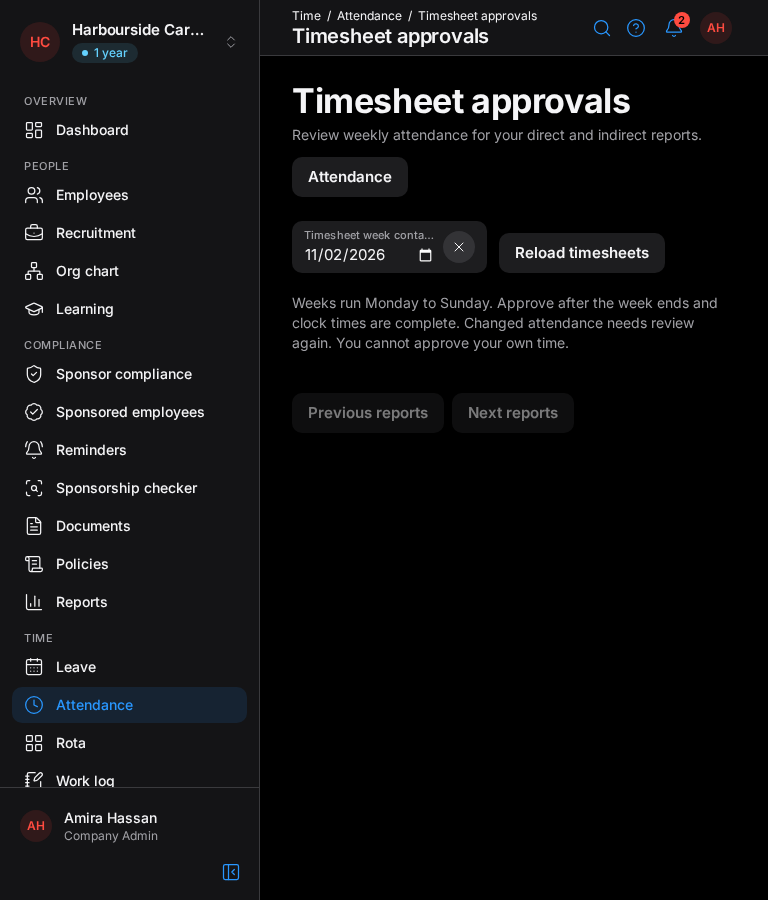 HC
Harbourside Car...
1 year
OVERVIEW
Dashboard
PEOPLE
Employees
Recruitment
Org chart
Learning
COMPLIANCE
Sponsor compliance
Sponsored employees
Reminders
Sponsorship checker
Documents
Policies
Reports
TIME
Leave
Attendance
Rota
Work log
AH
Amira Hassan
Company Admin
Time / Attendance / Timesheet approvals
Timesheet approvals
2
AH
Timesheet approvals
Review weekly attendance for your direct and indirect reports.
Attendance
Timesheet week conta...
11/02/2026
Reload timesheets
Weeks run Monday to Sunday. Approve after the week ends and
clock times are complete. Changed attendance needs review
again. You cannot approve your own time.
Previous reports
Next reports